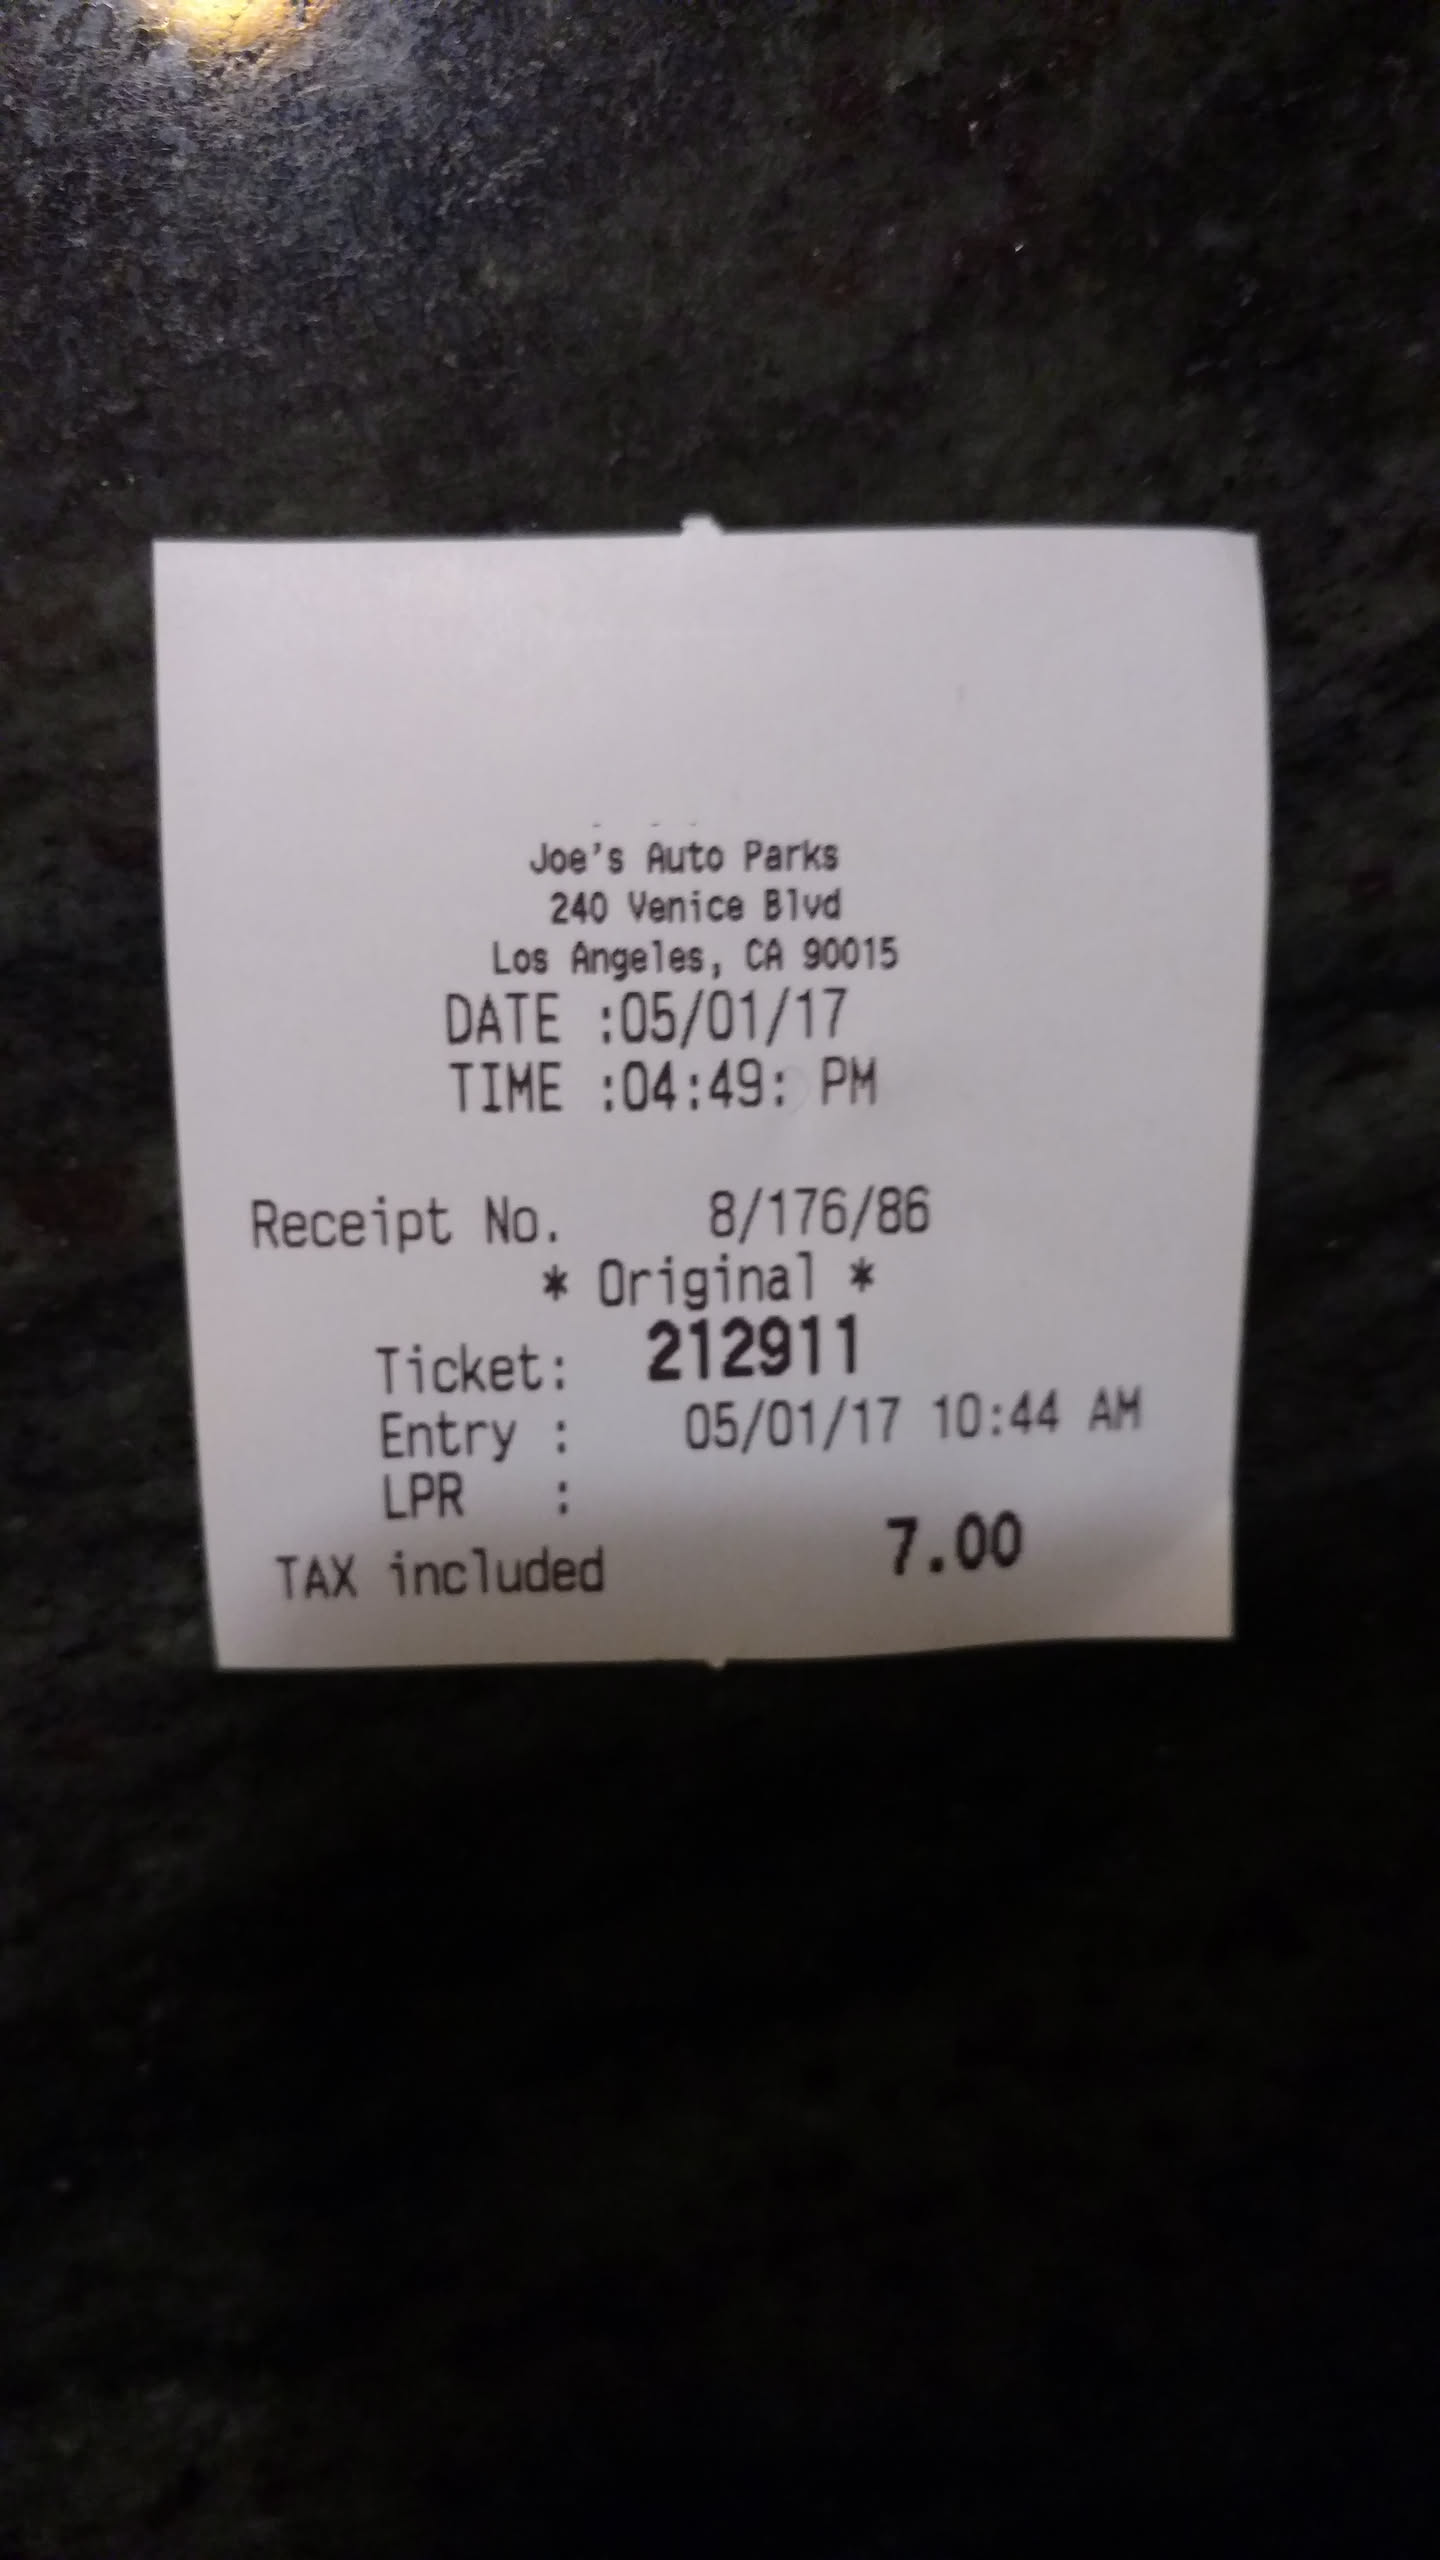 Joe's Auto Parks
240 Venice Blvd
Los Angeles, CA 90015
DATE :05/01/17
TIME :04:49: PM
Receipt No. 8/176/86
* Original *
Ticket: 212911
Entry : 05/01/17 10:44 AM
LPR :
TAX included 7.00